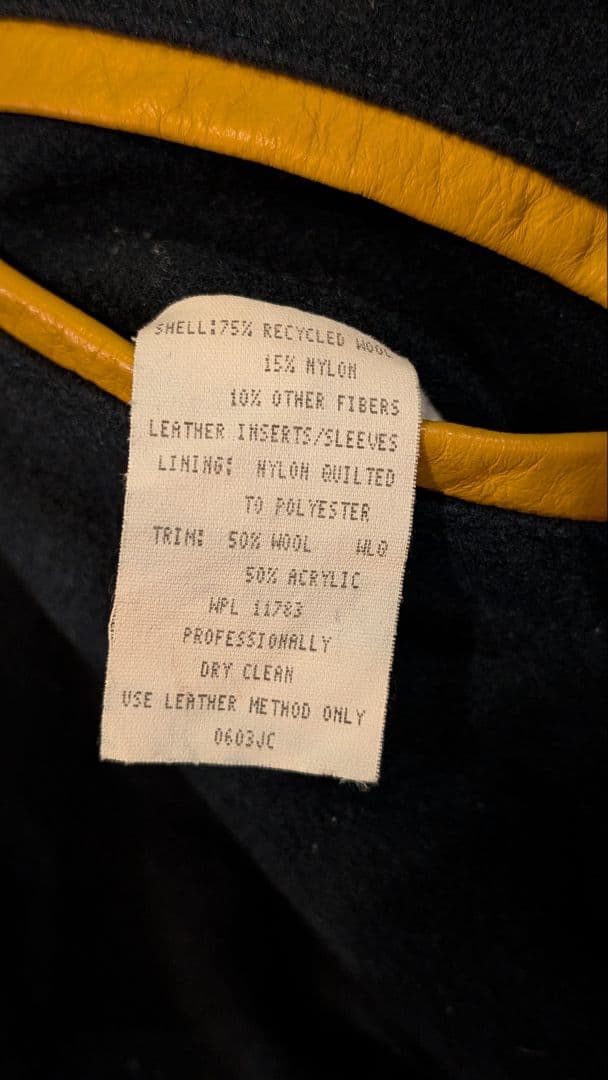 SHELL:75% RECYCLED WOOL
15% NYLON
10% OTHER FIBERS
LEATHER INSERTS/SLEEVES
LINING: NYLON QUILTED
TO POLYESTER
TRIM: 50% WOOL WLQ
50% ACRYLIC
WPL 11783
PROFESSIONALLY
DRY CLEAN
USE LEATHER METHOD ONLY
0603JC